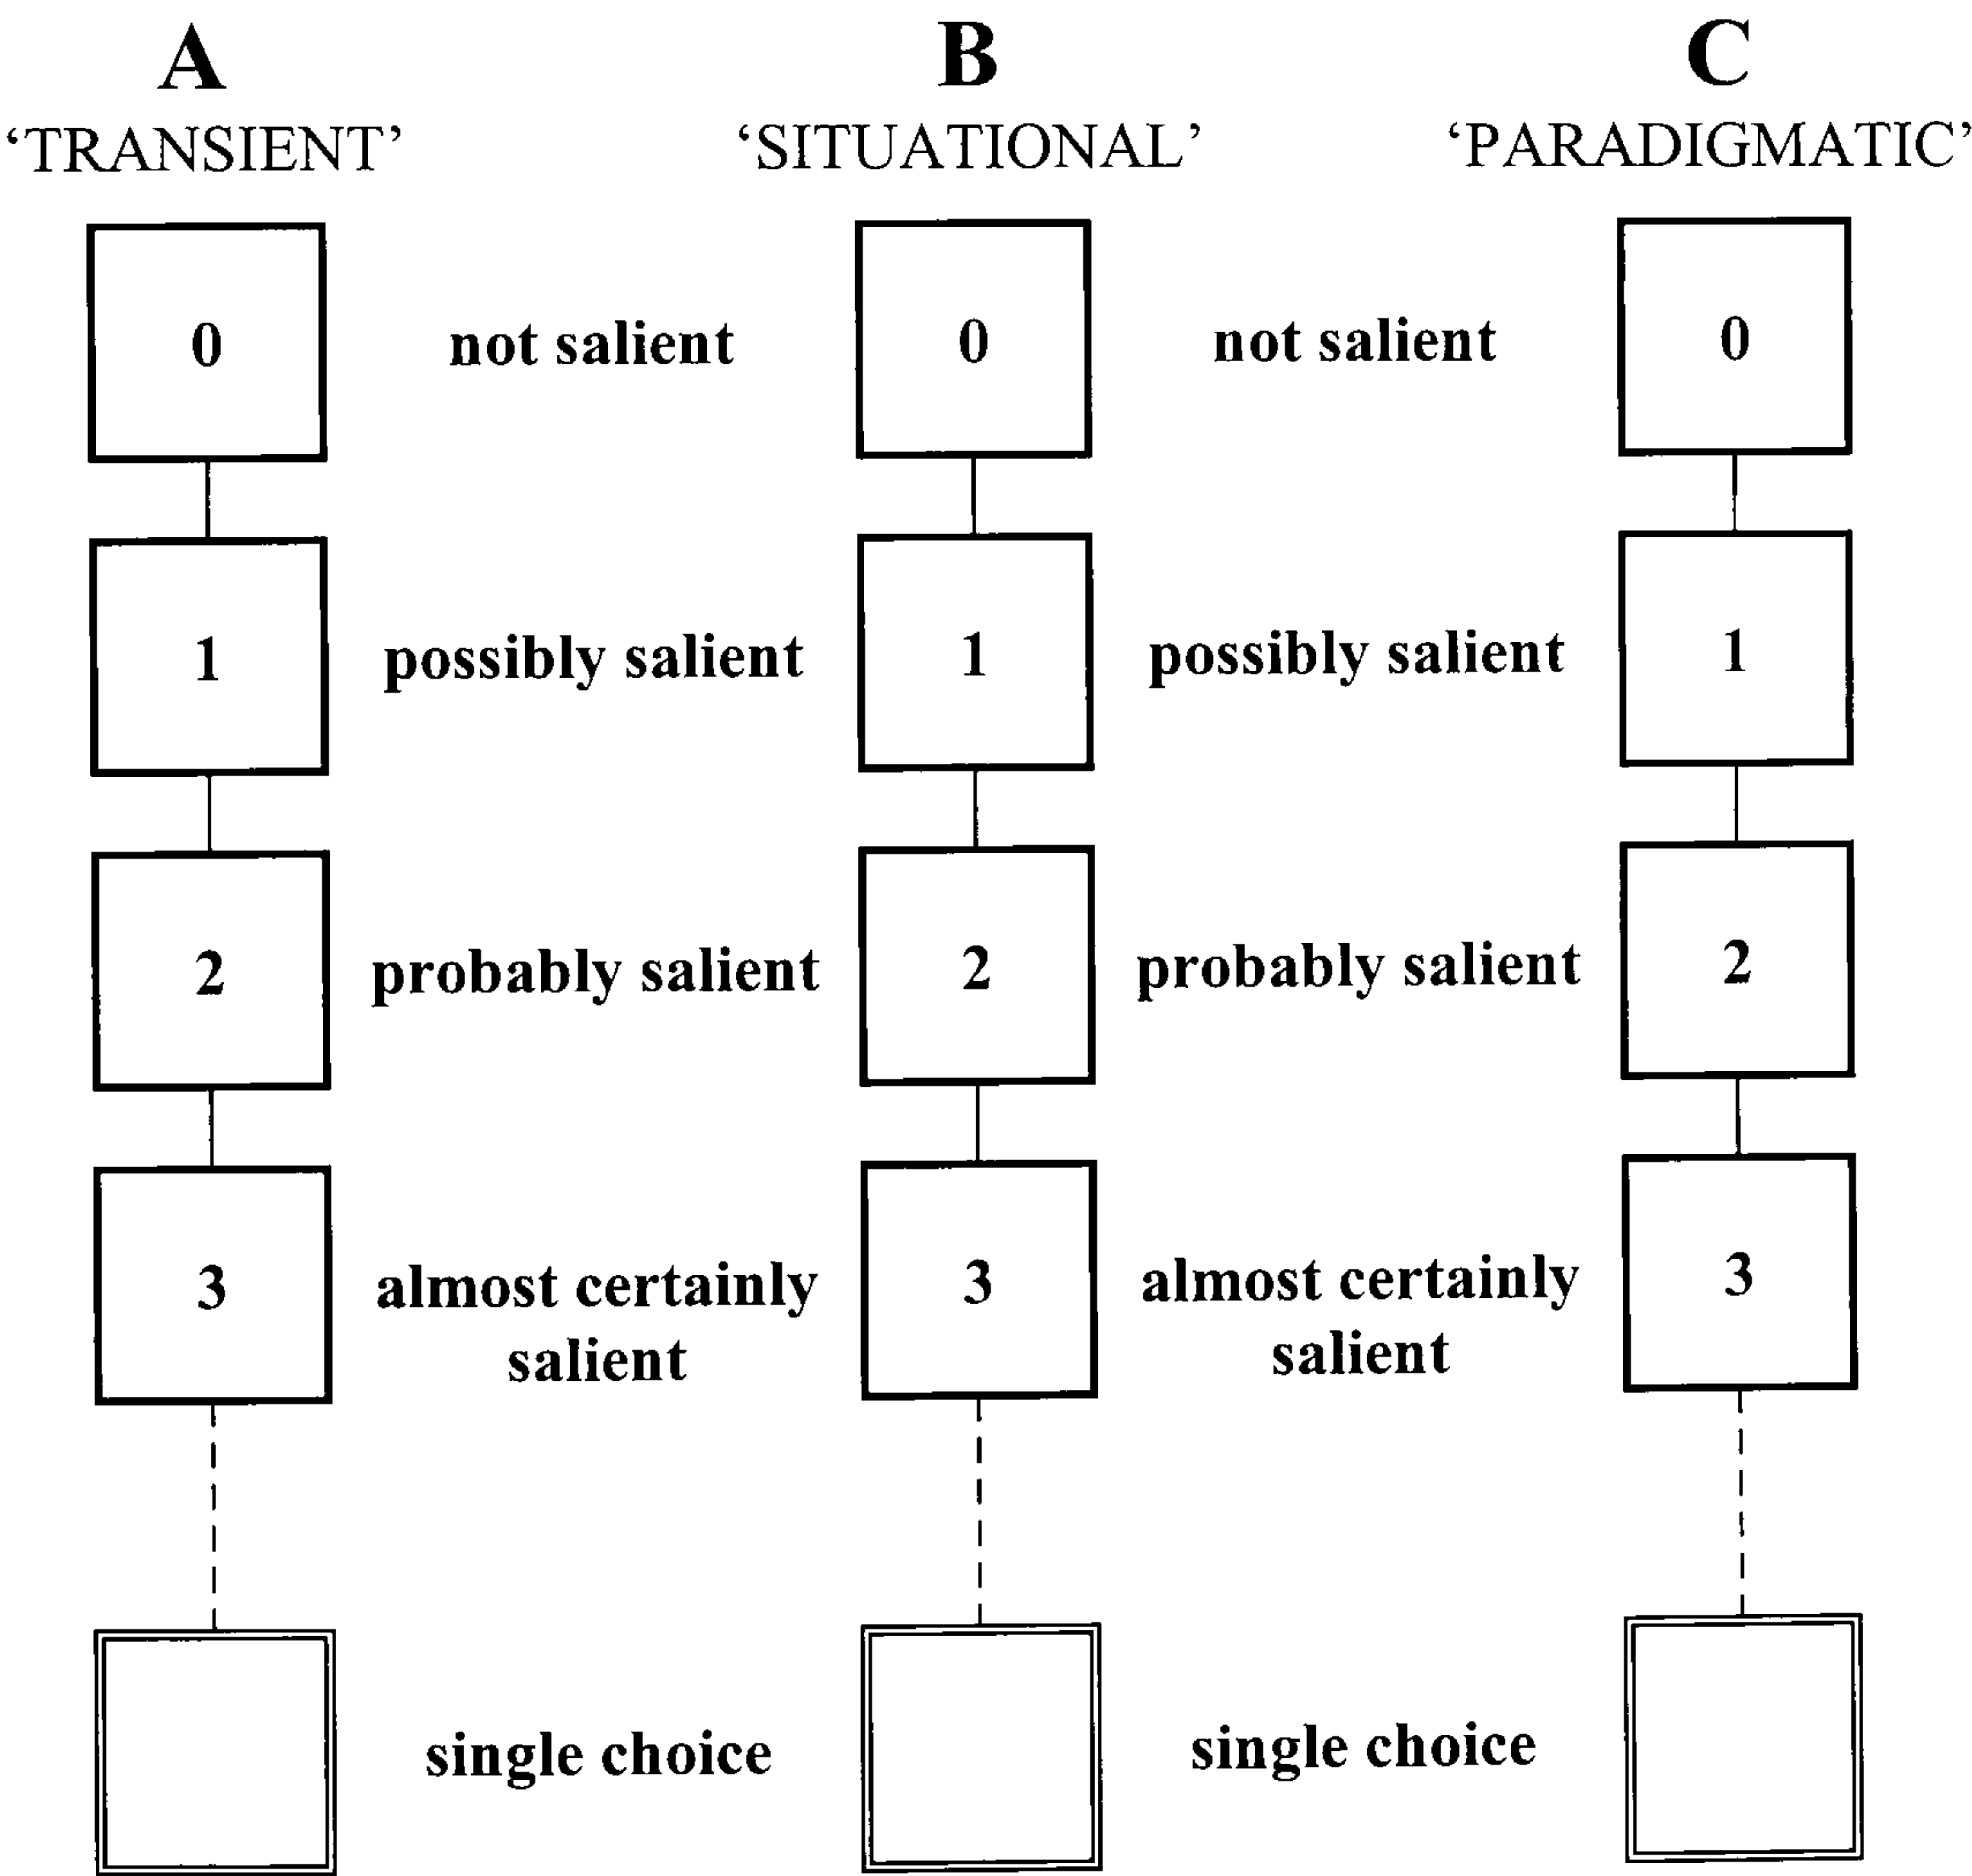 A B C
‘TRANSIENT’ ‘SITUATIONAL’ ‘PARADIGMATIC’
0 not salient 0 not salient 0
1 possibly salient 1 possibly salient 1
2 probably salient 2 probably salient 2
3 almost certainly salient 3 almost certainly salient 3
single choice single choice